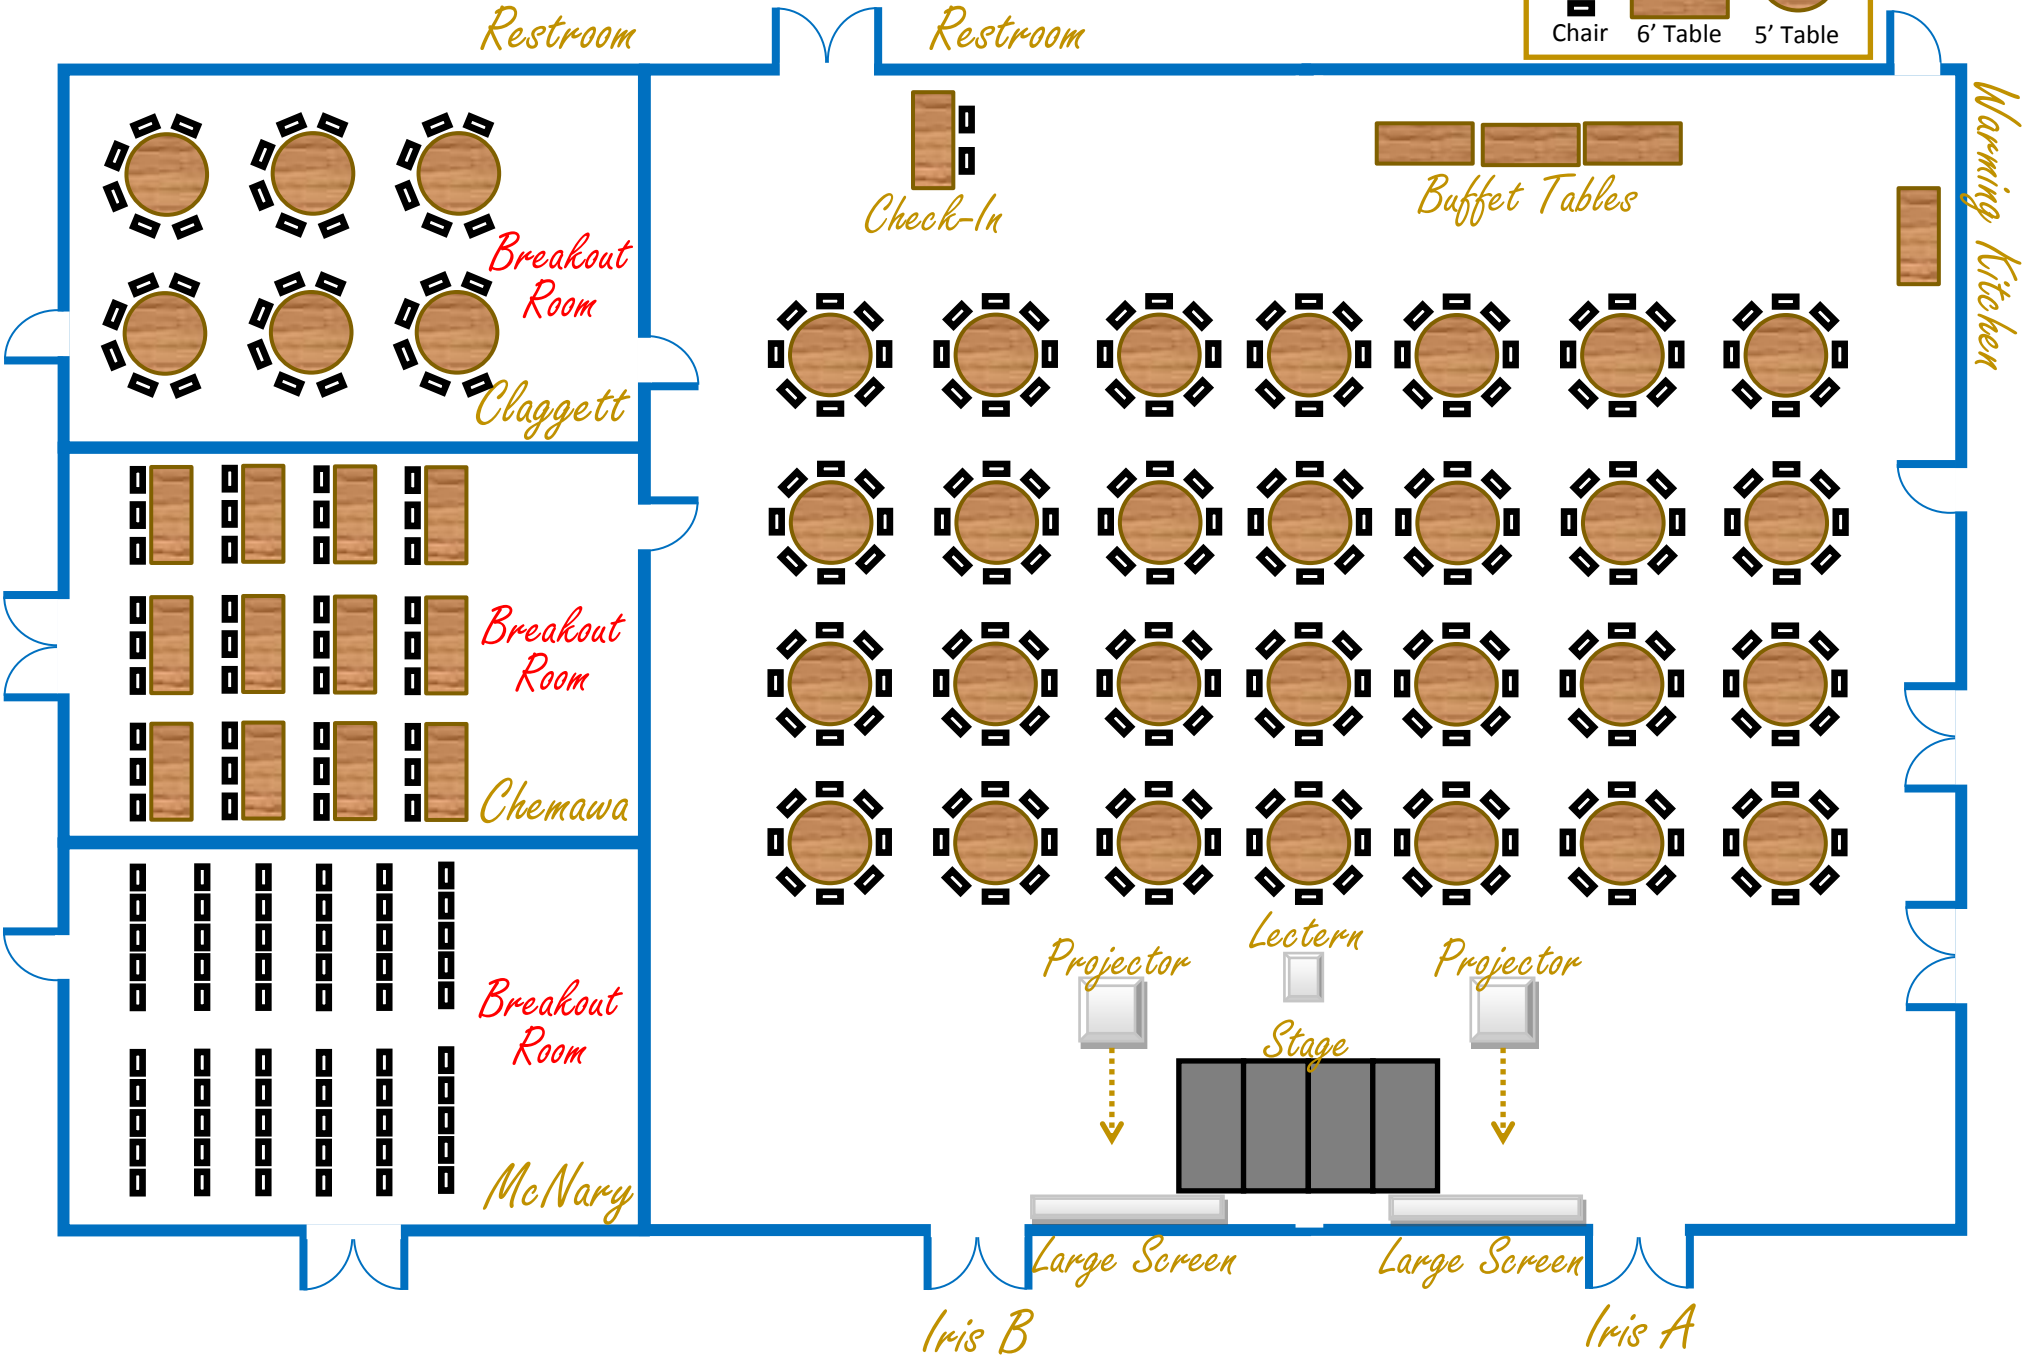 Restroom
Restroom
Chair
6’ Table
5’ Table
Warming Kitchen
Check-In
Buffet Tables
Breakout
Room
Claggett
Breakout
Room
Chemawa
Breakout
Room
McNary
Projector
Lectern
Projector
Stage
Large Screen
Large Screen
Iris B
Iris A